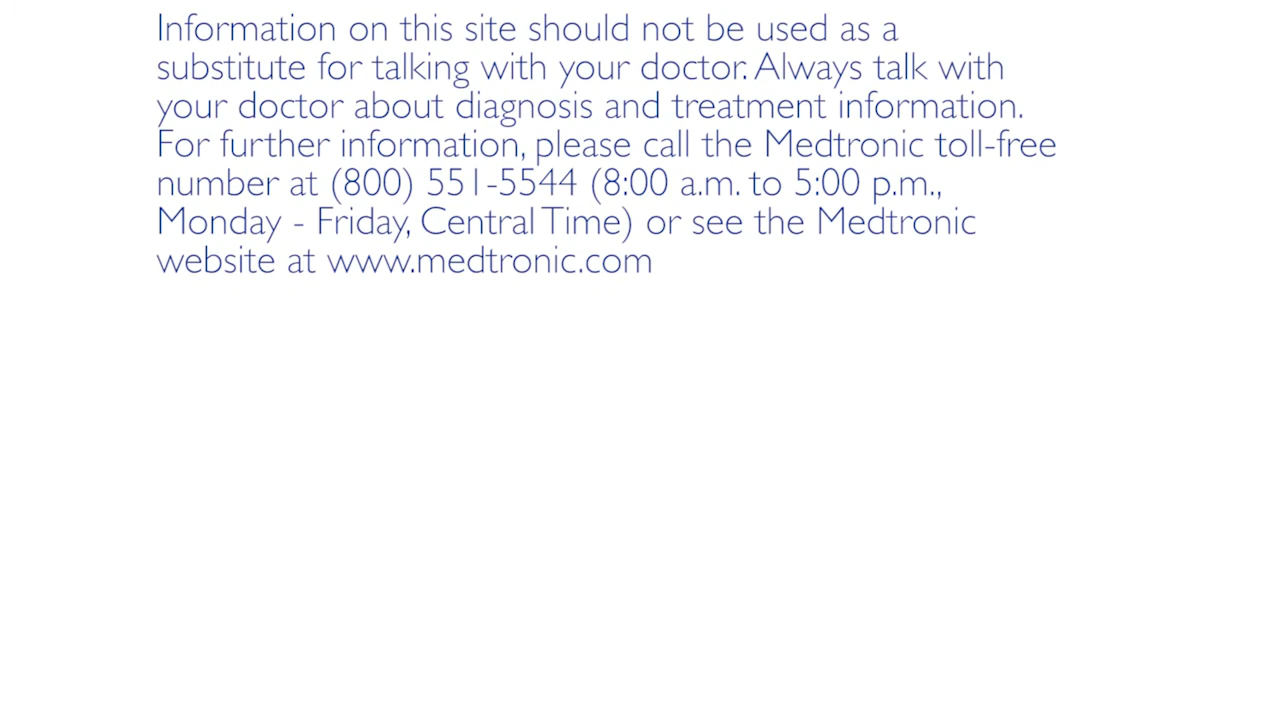 Information on this site should not be used as a
substitute for talking with your doctor. Always talk with
your doctor about diagnosis and treatment information.
For further information, please call the Medtronic toll-free
number at (800) 551-5544 (8:00 a.m. to 5:00 p.m.,
Monday - Friday, Central Time) or see the Medtronic
website at www.medtronic.com